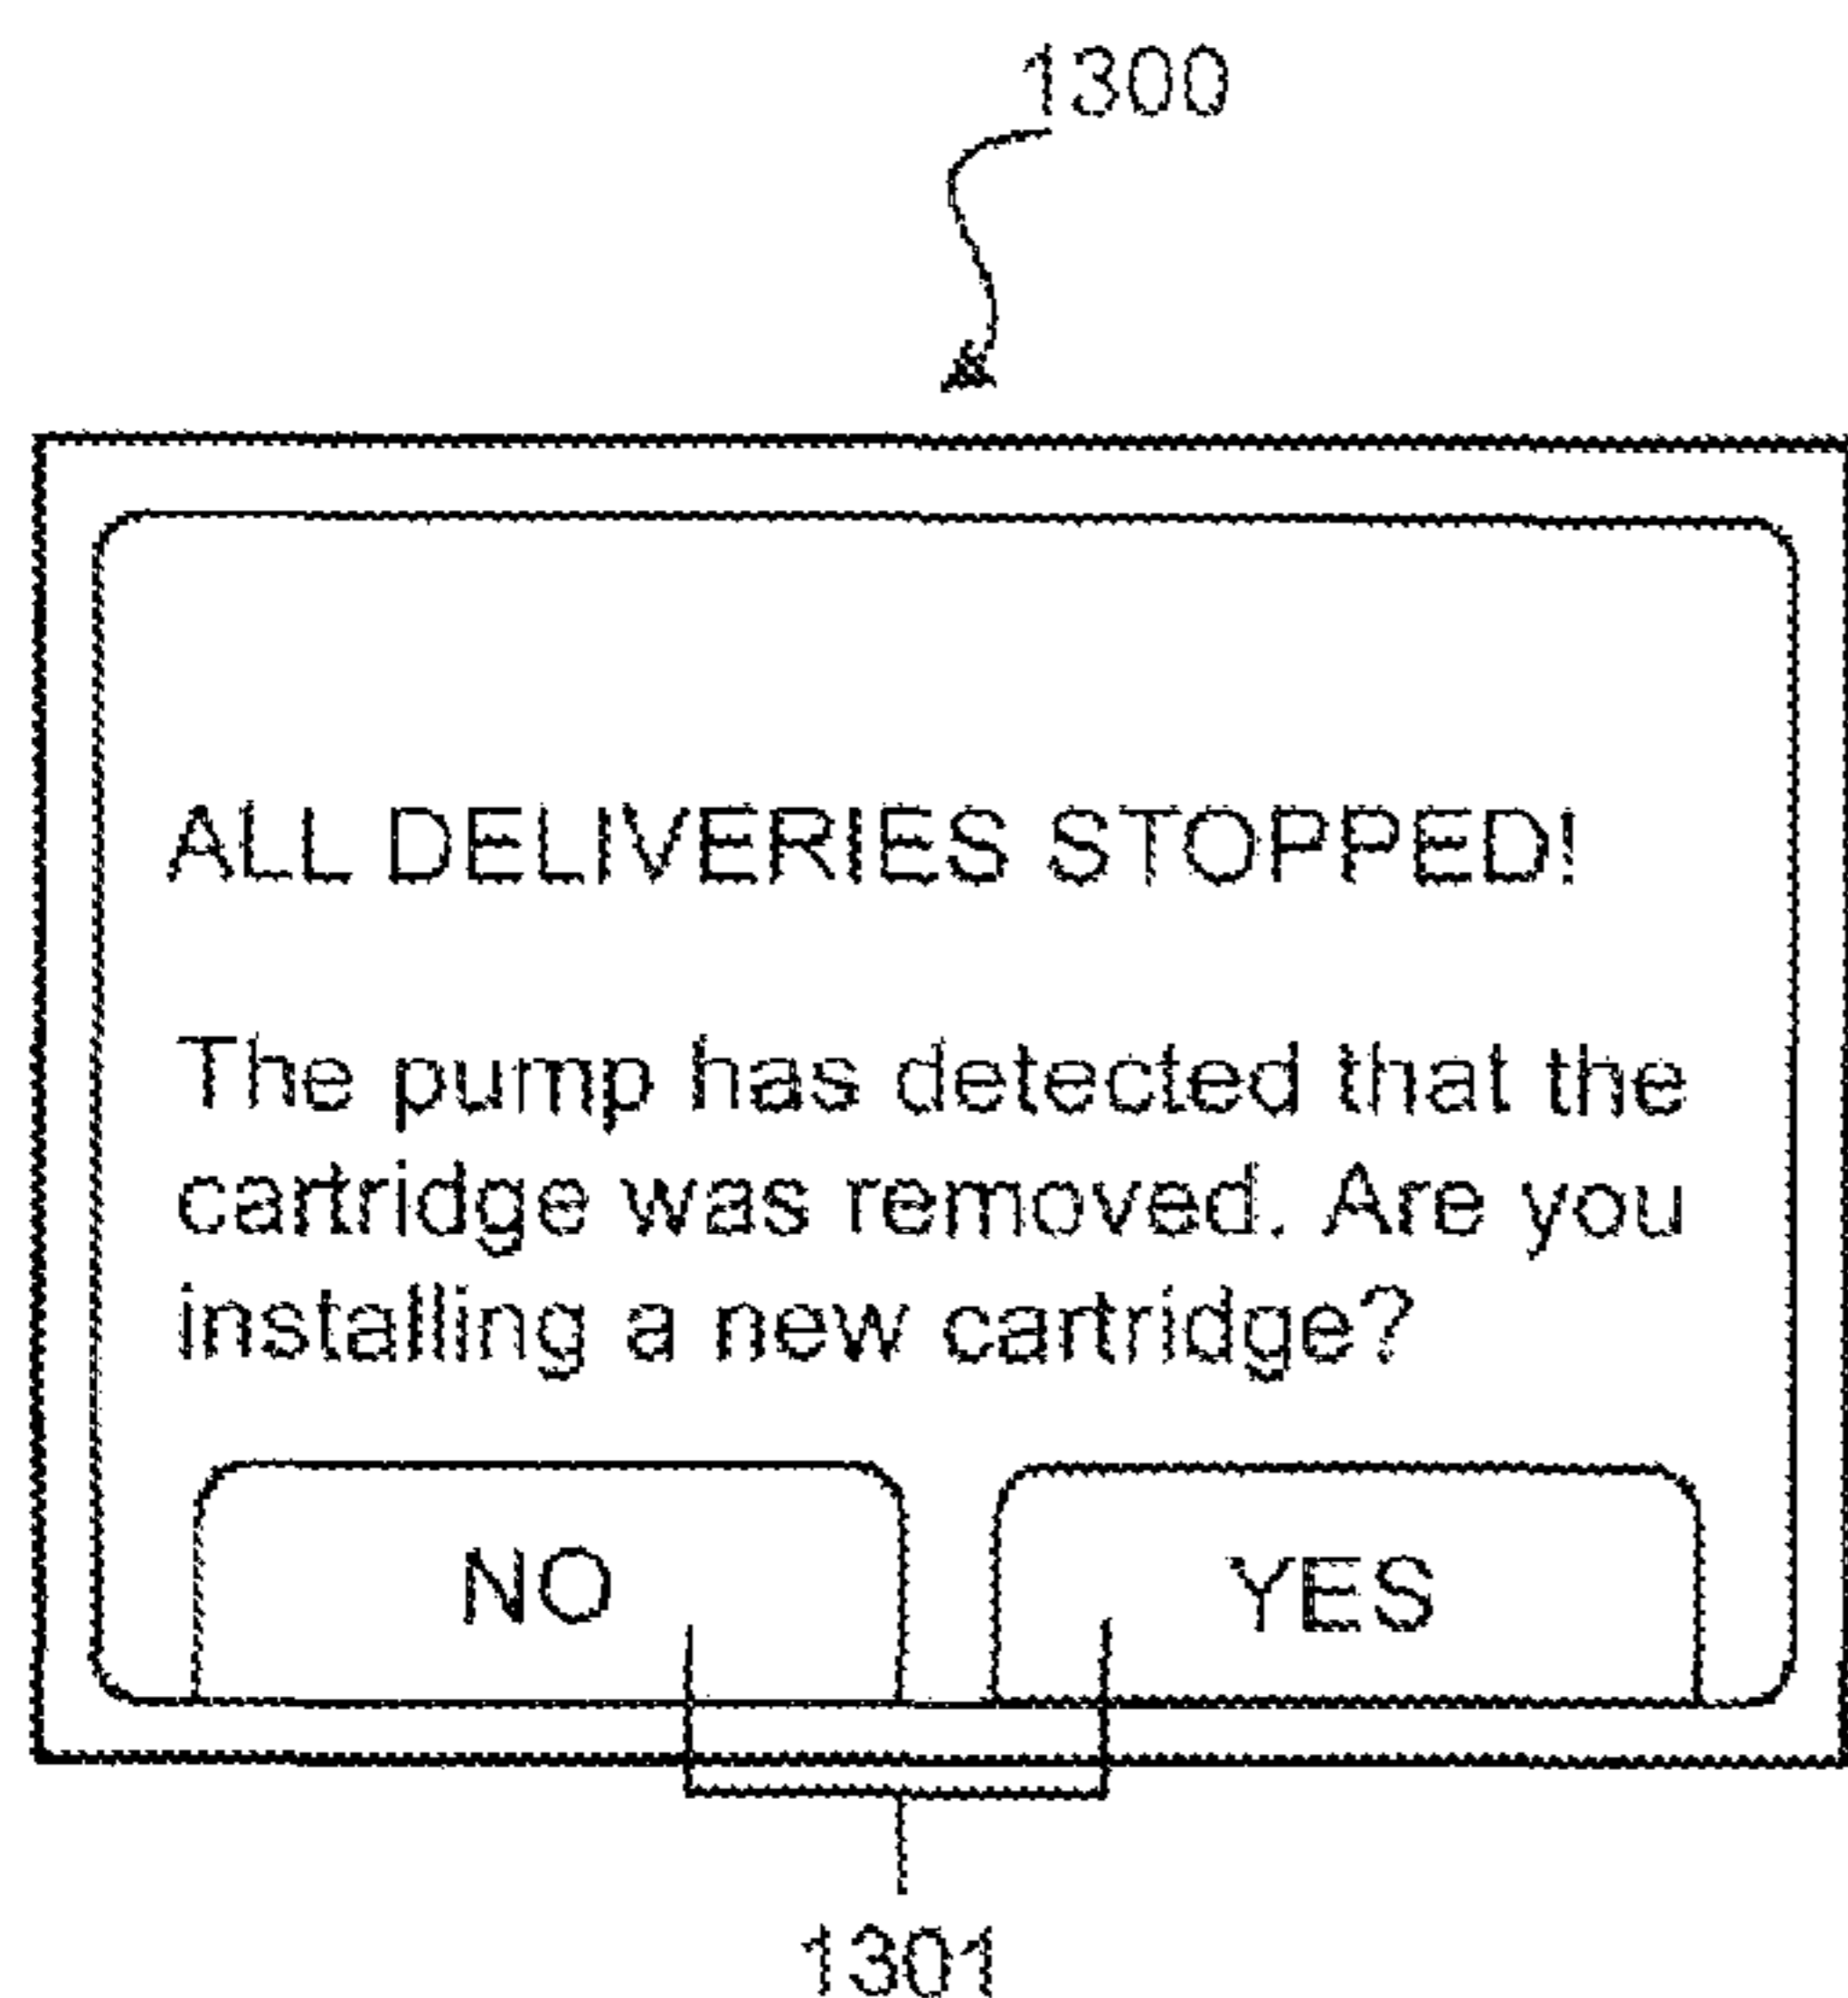 1300
ALL DELIVERIES STOPPED!
The pump has detected that the
cartridge was removed. Are you
installing a new cartridge?
NO YES
1301